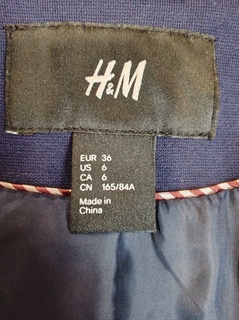 H&M
EUR 36
US 6
CA 6
CN 165/84A
Made in
China